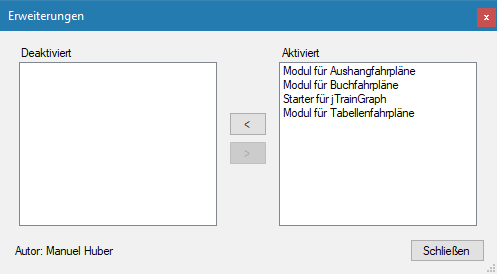 Erweiterungen
x
Deaktiviert
Aktiviert
Modul für Aushangfahrpläne
Modul für Buchfahrpläne
Starter für jTrainGraph
Modul für Tabellenfahrpläne
<
>
Autor: Manuel Huber
Schließen